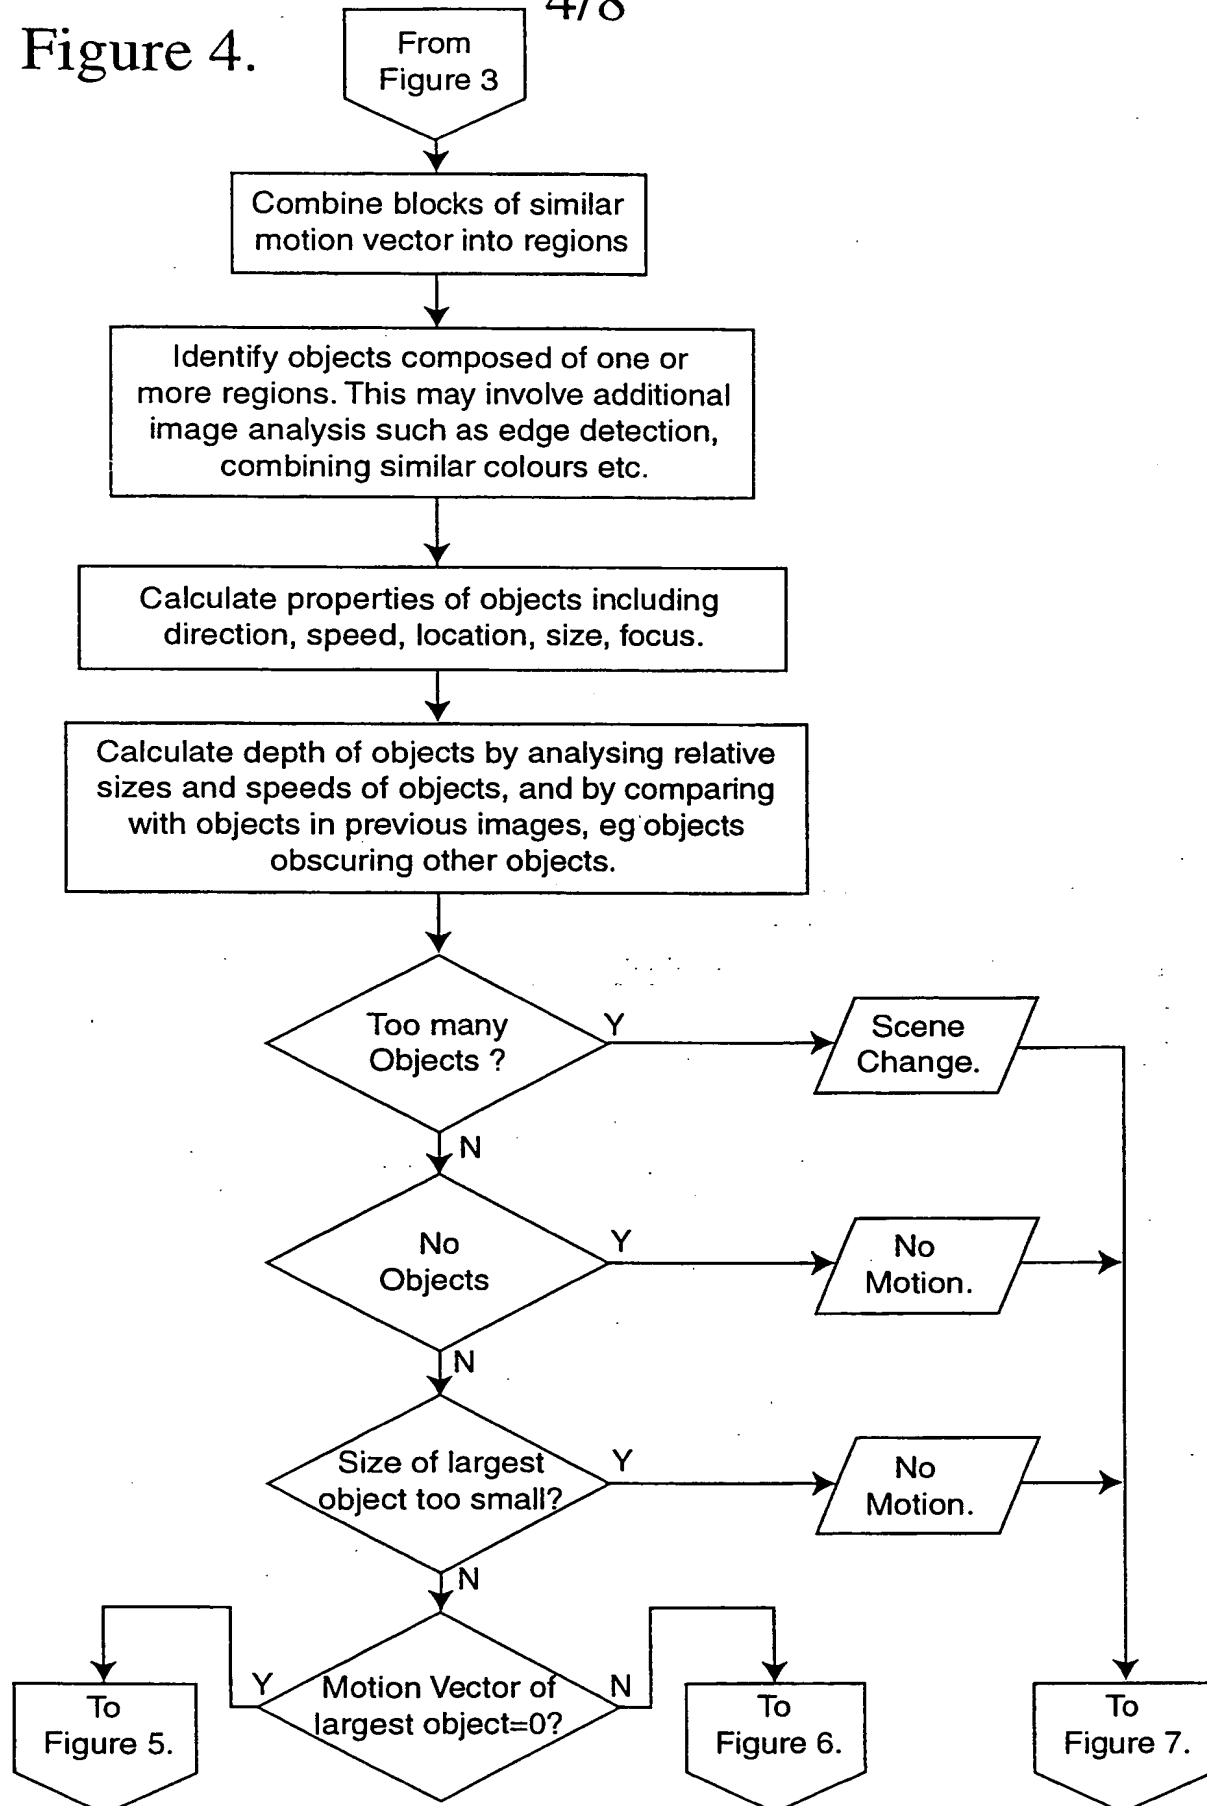 4/8
Figure 4.
From
Figure 3
Combine blocks of similar
motion vector into regions
Identify objects composed of one or
more regions. This may involve additional
image analysis such as edge detection,
combining similar colours etc.
Calculate properties of objects including
direction, speed, location, size, focus.
Calculate depth of objects by analysing relative
sizes and speeds of objects, and by comparing
with objects in previous images, eg objects
obscuring other objects.
Too many
Objects ?
Y
Scene
Change.
N
No
Objects
Y
No
Motion.
N
Size of largest
object too small?
Y
No
Motion.
N
Motion Vector of
largest object=0?
Y
N
To
Figure 5.
To
Figure 6.
To
Figure 7.